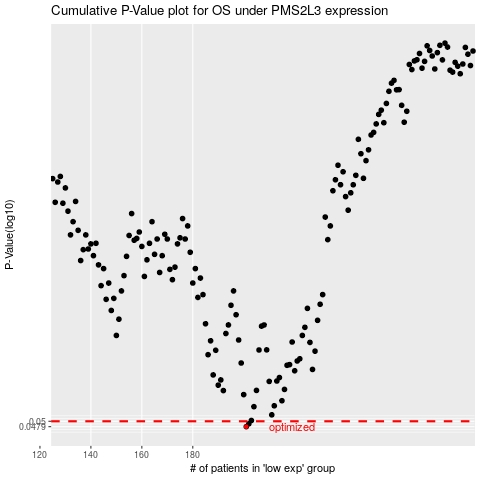 Cumulative P-Value plot for OS under PMS2L3 expression
P-Value(log10)
0.05
0.0479
optimized
120 140 160 180
# of patients in 'low exp' group